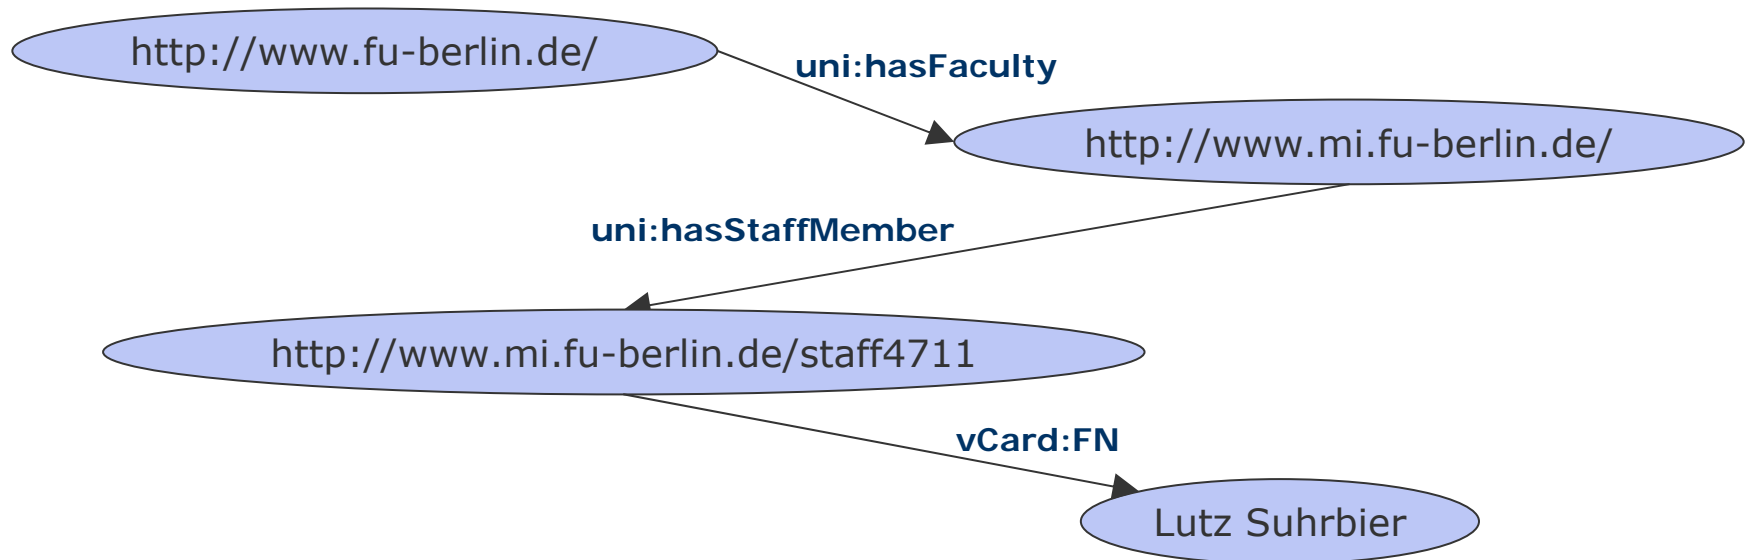 http://www.fu-berlin.de/
uni:hasFaculty
http://www.mi.fu-berlin.de/
uni:hasStaffMember
http://www.mi.fu-berlin.de/staff4711
vCard:FN
Lutz Suhrbier